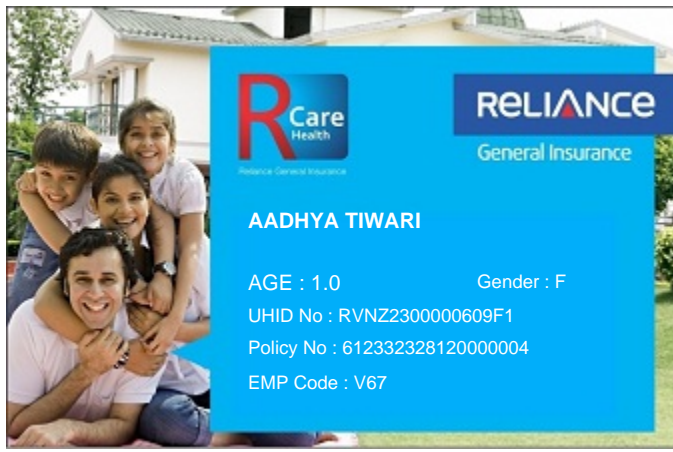 R Care
Health
Reliance General Insurance
RELIANCE
General Insurance
AADHYA TIWARI
AGE : 1.0 Gender : F
UHID No : RVNZ2300000609F1
Policy No : 612332328120000004
EMP Code : V67